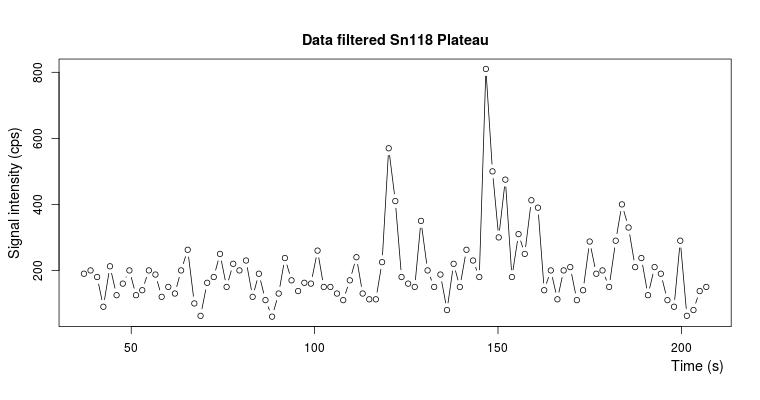 Data filtered Sn118 Plateau
Signal intensity (cps)
800
600
400
200
50 100 150 200
Time (s)